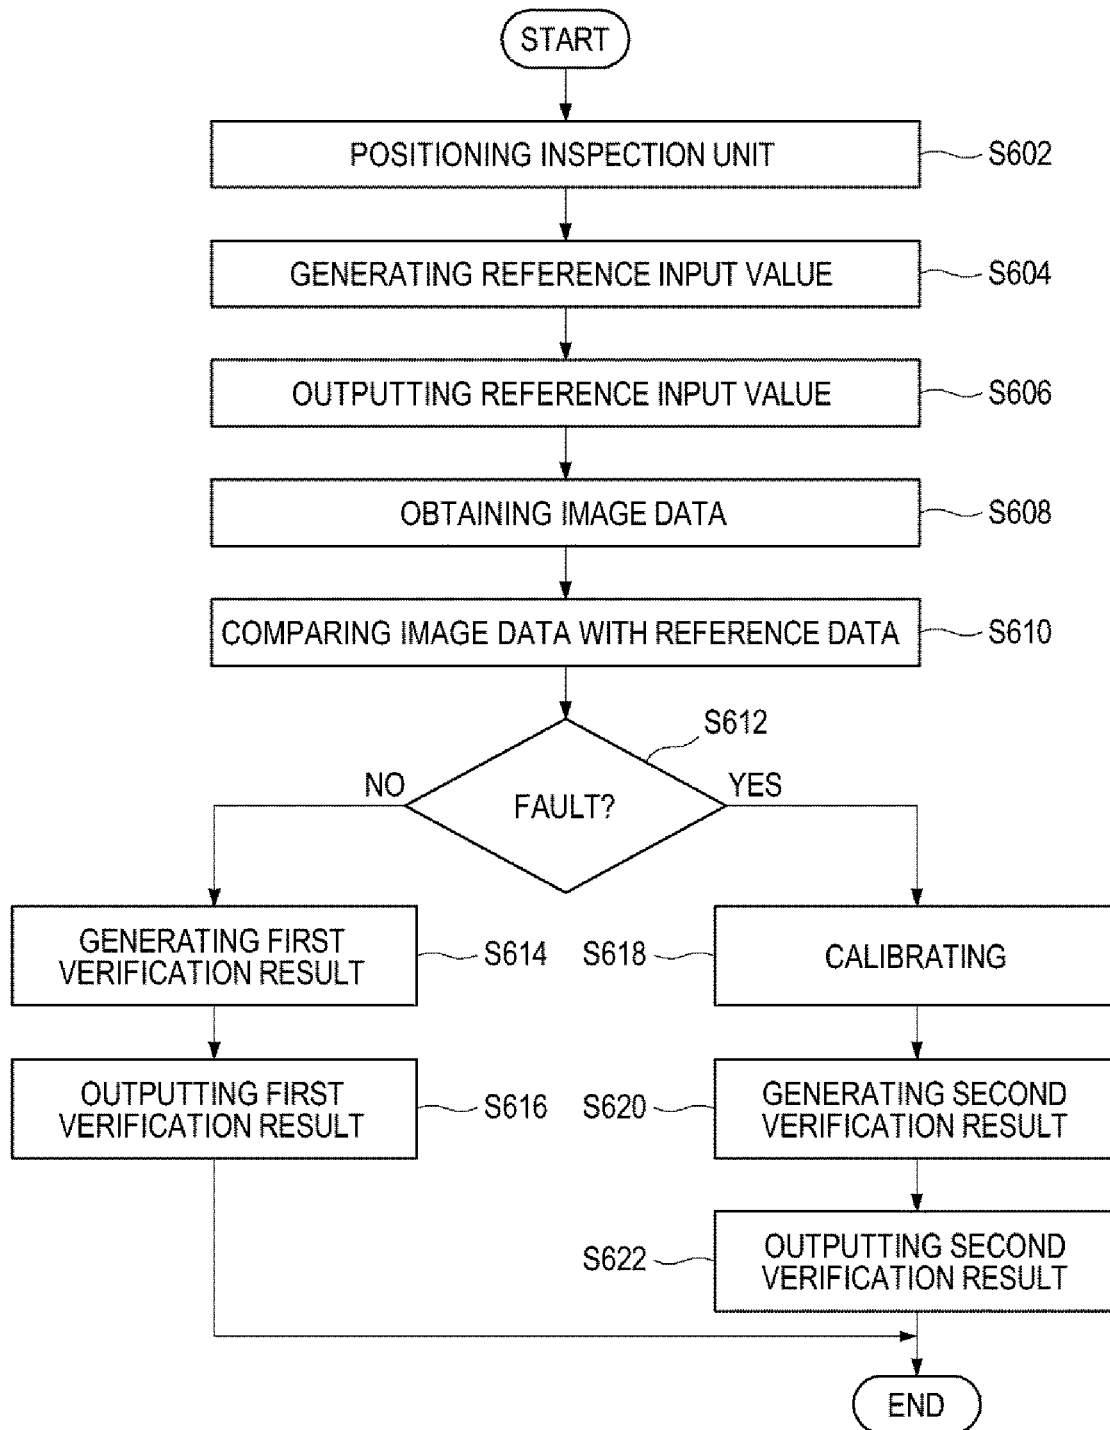 START
POSITIONING INSPECTION UNIT
S602
GENERATING REFERENCE INPUT VALUE
S604
OUTPUTTING REFERENCE INPUT VALUE
S606
OBTAINING IMAGE DATA
S608
COMPARING IMAGE DATA WITH REFERENCE DATA
S610
S612
NO
FAULT?
YES
GENERATING FIRST
VERIFICATION RESULT
S614
S618
CALIBRATING
OUTPUTTING FIRST
VERIFICATION RESULT
S616
S620
GENERATING SECOND
VERIFICATION RESULT
S622
OUTPUTTING SECOND
VERIFICATION RESULT
END